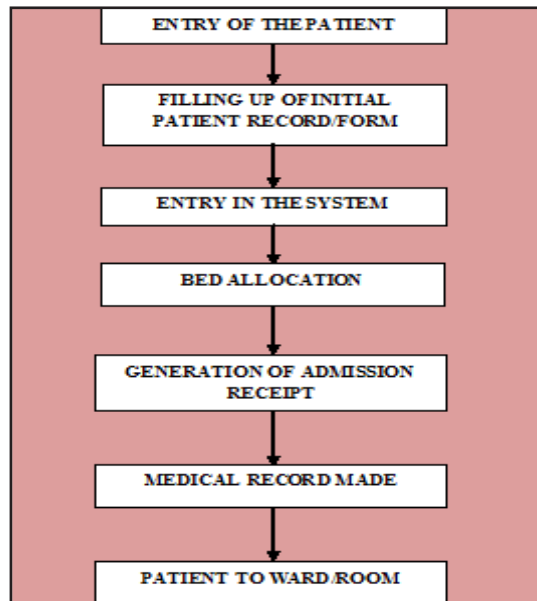 ENTRY OF THE PATIENT
FILLING UP OF INITIAL
PATIENT RECORD/FORM
ENTRY IN THE SYSTEM
BED ALLOCATION
GENERATION OF ADMISSION
RECEIPT
MEDICAL RECORD MADE
PATIENT TO WARD/ROOM